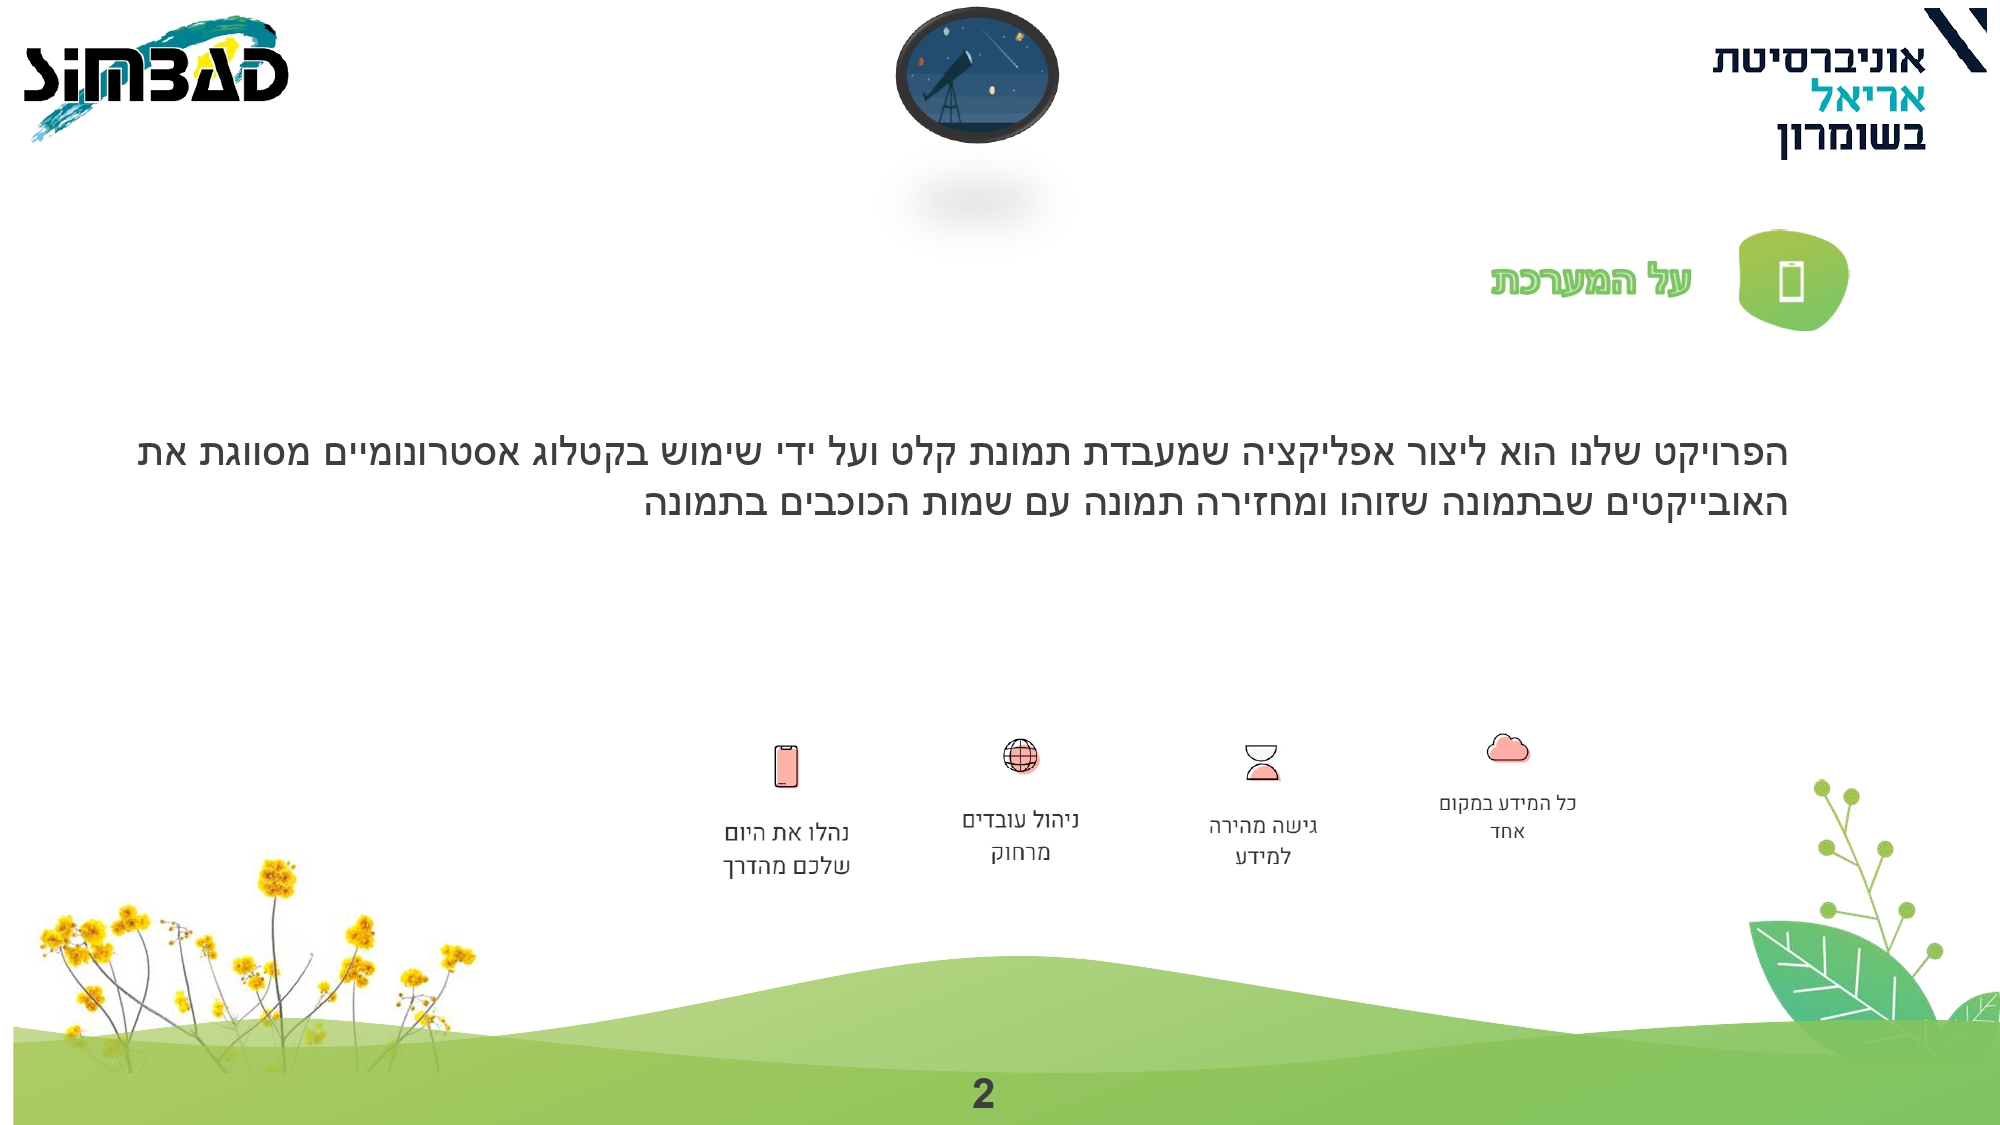 SiMBAD
אוניברסיטת
אריאל
בשומרון
על המערכת
הפרויקט שלנו הוא ליצור אפליקציה שמעבדת תמונת קלט ועל ידי שימוש בקטלוג אסטרונומיים מסווגת את
האובייקטים שבתמונה שזוהו ומחזירה תמונה עם שמות הכוכבים בתמונה
כל המידע במקום
אחד
גישה מהירה
למידע
ניהול עובדים
מרחוק
נהלו את היום
שלכם מהדרך
2